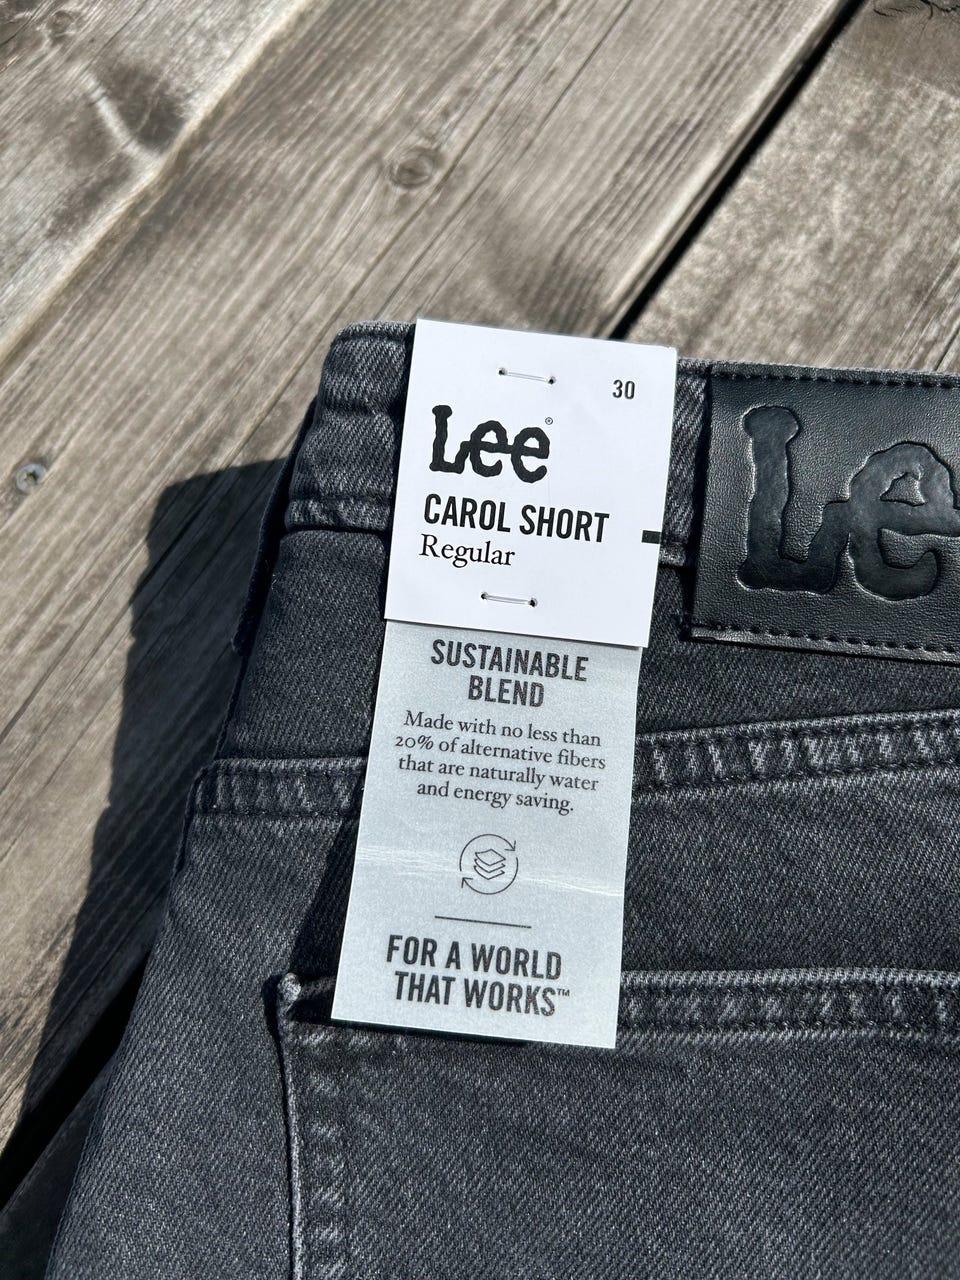 30
Lee®
CAROL SHORT
Regular
Lee
SUSTAINABLE
BLEND
Made with no less than
20% of alternative fibers
that are naturally water
and energy saving.
FOR A WORLD
THAT WORKS™